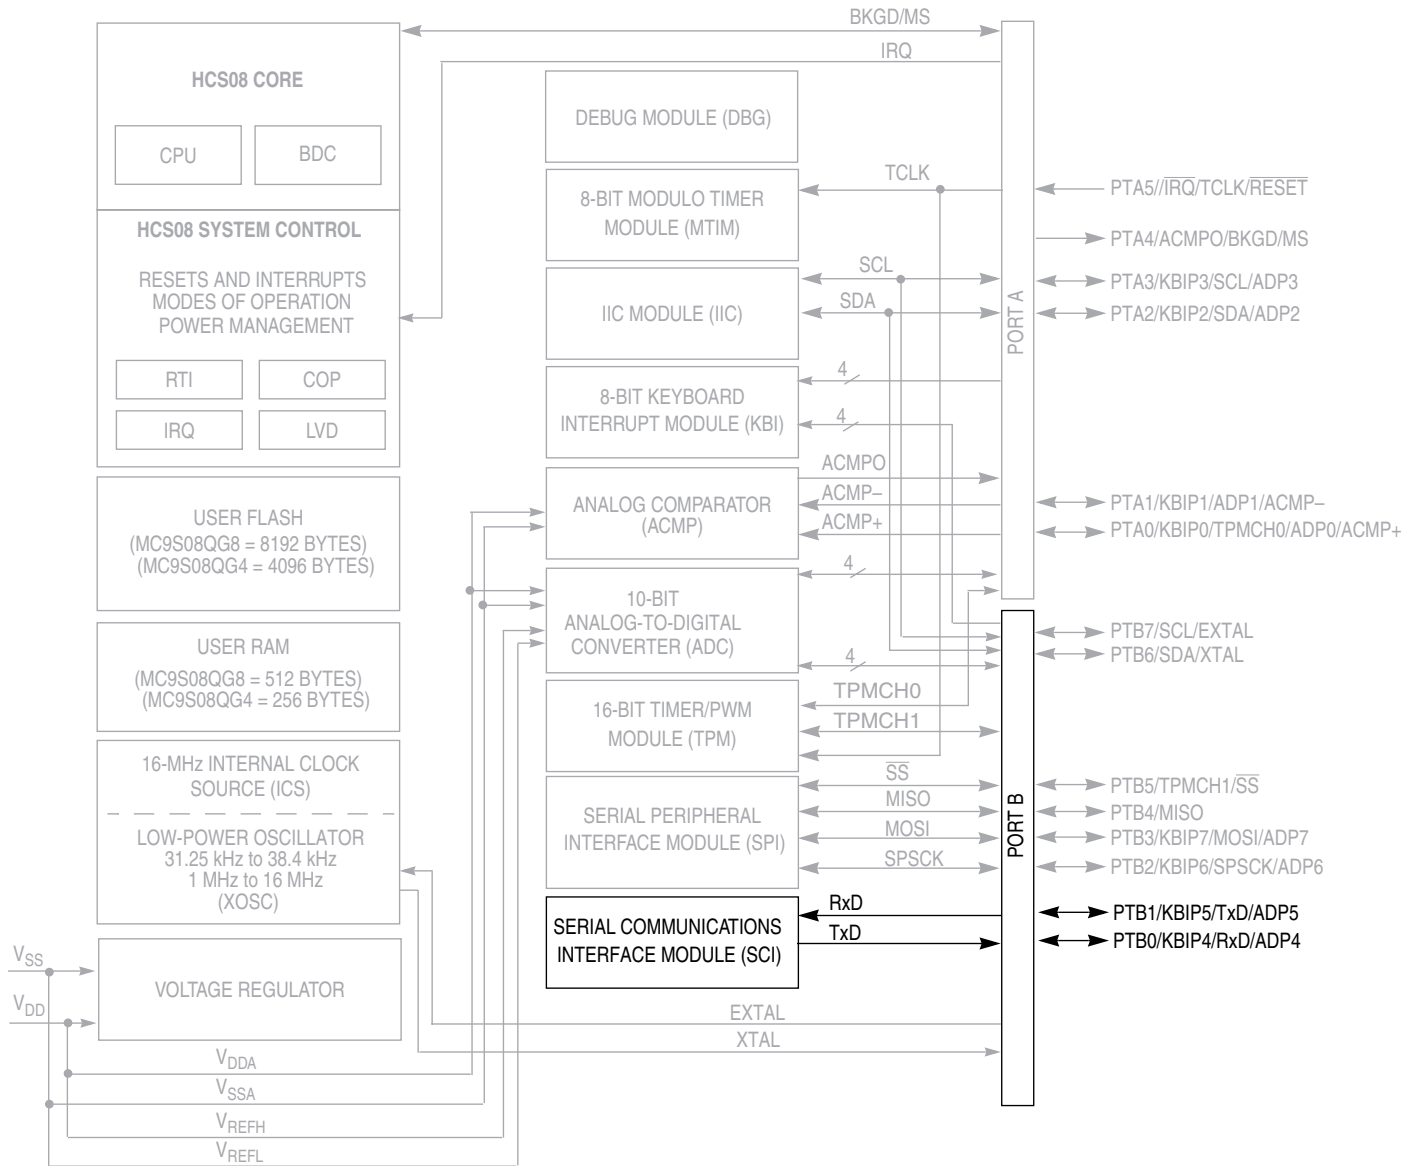 BKGD/MS
IRQ
HCS08 CORE
CPU
BDC
HCS08 SYSTEM CONTROL
RESETS AND INTERRUPTS
MODES OF OPERATION
POWER MANAGEMENT
RTI
COP
IRQ
LVD
USER FLASH
(MC9S08QG8 = 8192 BYTES)
(MC9S08QG4 = 4096 BYTES)
USER RAM
(MC9S08QG8 = 512 BYTES)
(MC9S08QG4 = 256 BYTES)
16-MHz INTERNAL CLOCK
SOURCE (ICS)
LOW-POWER OSCILLATOR
31.25 kHz to 38.4 kHz
1 MHz to 16 MHz
(XOSC)
VOLTAGE REGULATOR
VSS
VDD
VDDA
VSSA
VREFH
VREFL
DEBUG MODULE (DBG)
8-BIT MODULO TIMER
MODULE (MTIM)
TCLK
IIC MODULE (IIC)
SCL
SDA
8-BIT KEYBOARD
INTERRUPT MODULE (KBI)
4
4
ANALOG COMPARATOR
(ACMP)
ACMPO
ACMP–
ACMP+
10-BIT
ANALOG-TO-DIGITAL
CONVERTER (ADC)
4
4
16-BIT TIMER/PWM
MODULE (TPM)
TPMCH0
TPMCH1
SERIAL PERIPHERAL
INTERFACE MODULE (SPI)
SS
MISO
MOSI
SPSCK
SERIAL COMMUNICATIONS
INTERFACE MODULE (SCI)
RxD
TxD
EXTAL
XTAL
PORT A
PORT B
PTA5//IRQ/TCLK/RESET
PTA4/ACMPO/BKGD/MS
PTA3/KBIP3/SCL/ADP3
PTA2/KBIP2/SDA/ADP2
PTA1/KBIP1/ADP1/ACMP–
PTA0/KBIP0/TPMCH0/ADP0/ACMP+
PTB7/SCL/EXTAL
PTB6/SDA/XTAL
PTB5/TPMCH1/SS
PTB4/MISO
PTB3/KBIP7/MOSI/ADP7
PTB2/KBIP6/SPSCK/ADP6
PTB1/KBIP5/TxD/ADP5
PTB0/KBIP4/RxD/ADP4